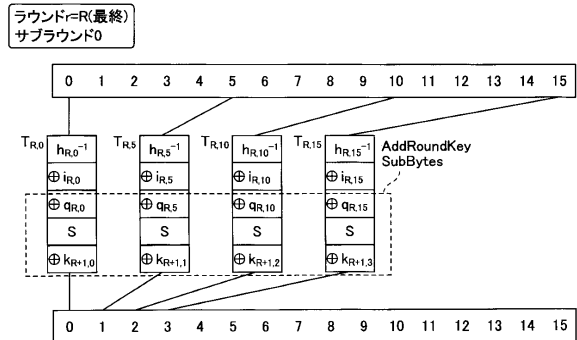 ラウンドr=R(最終)
サブラウンド0
0 1 2 3 4 5 6 7 8 9 10 11 12 13 14 15
T_{R,0} h_{R,0}^{-1} T_{R,5} h_{R,5}^{-1} T_{R,10} h_{R,10}^{-1} T_{R,15} h_{R,15}^{-1} AddRoundKey
SubBytes
⊕ i_{R,0} ⊕ i_{R,5} ⊕ i_{R,10} ⊕ i_{R,15}
⊕ q_{R,0} ⊕ q_{R,5} ⊕ q_{R,10} ⊕ q_{R,15}
S S S S
⊕ k_{R+1,0} ⊕ k_{R+1,1} ⊕ k_{R+1,2} ⊕ k_{R+1,3}
0 1 2 3 4 5 6 7 8 9 10 11 12 13 14 15